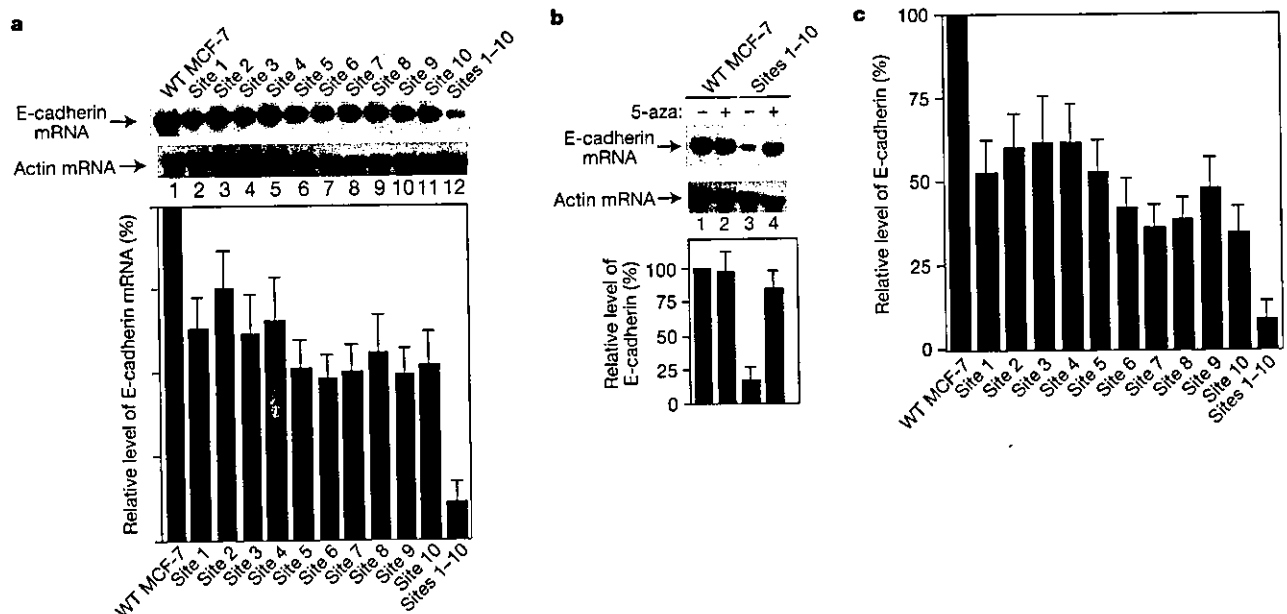 a
WT MCF-7
Site 1
Site 2
Site 3
Site 4
Site 5
Site 6
Site 7
Site 8
Site 9
Site 10
Sites 1–10
E-cadherin
mRNA
Actin mRNA
1 2 3 4 5 6 7 8 9 10 11 12
Relative level of E-cadherin mRNA (%)
WT MCF-7
Site 1
Site 2
Site 3
Site 4
Site 5
Site 6
Site 7
Site 8
Site 9
Site 10
Sites 1–10
b
WT MCF-7
Sites 1–10
5-aza: – + – +
E-cadherin
mRNA
Actin mRNA
1 2 3 4
Relative level of
E-cadherin (%)
100
75
50
25
0
c
Relative level of E-cadherin (%)
100
75
50
25
0
WT MCF-7
Site 1
Site 2
Site 3
Site 4
Site 5
Site 6
Site 7
Site 8
Site 9
Site 10
Sites 1–10